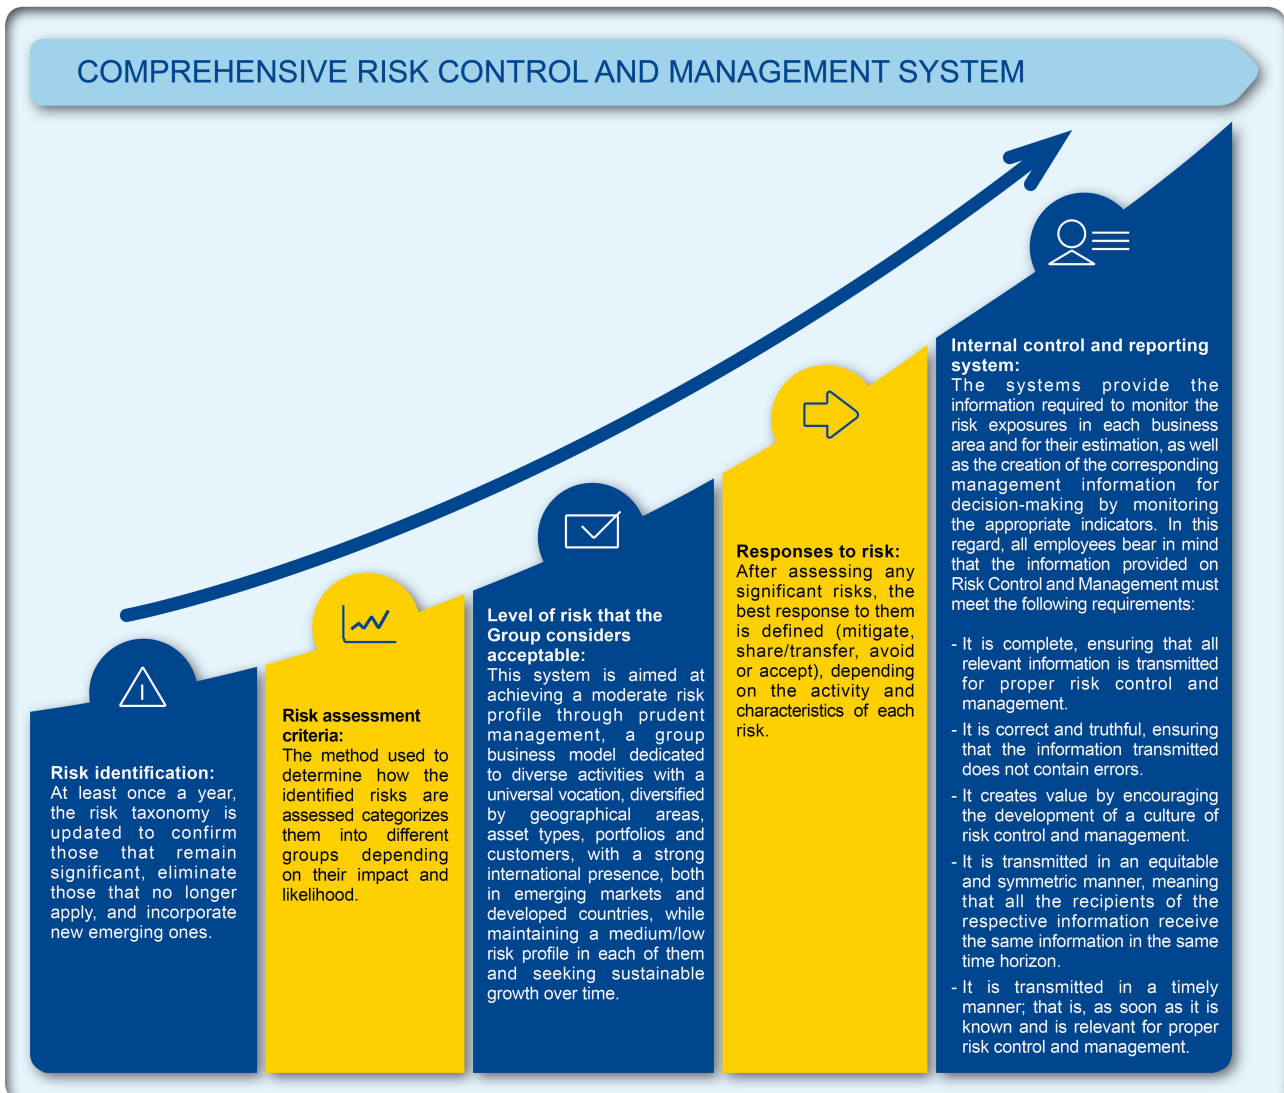 COMPREHENSIVE RISK CONTROL AND MANAGEMENT SYSTEM
Risk identification:
At least once a year,
the risk taxonomy is
updated to confirm
those that remain
significant, eliminate
those that no longer
apply, and incorporate
new emerging ones.
Risk assessment
criteria:
The method used to
determine how the
identified risks are
assessed categorizes
them into different
groups depending
on their impact and
likelihood.
Level of risk that the
Group considers
acceptable:
This system is aimed at
achieving a moderate risk
profile through prudent
management, a group
business model dedicated
to diverse activities with a
universal vocation, diversified
by geographical areas,
asset types, portfolios and
customers, with a strong
international presence, both
in emerging markets and
developed countries, while
maintaining a medium/low
risk profile in each of them
and seeking sustainable
growth over time.
Responses to risk:
After assessing any
significant risks, the
best response to them
is defined (mitigate,
share/transfer, avoid
or accept), depending
on the activity and
characteristics of each
risk.
Internal control and reporting
system:
The systems provide the
information required to monitor the
risk exposures in each business
area and for their estimation, as well
as the creation of the corresponding
management information for
decision-making by monitoring
the appropriate indicators. In this
regard, all employees bear in mind
that the information provided on
Risk Control and Management must
meet the following requirements:
- It is complete, ensuring that all
relevant information is transmitted
for proper risk control and
management.
- It is correct and truthful, ensuring
that the information transmitted
does not contain errors.
- It creates value by encouraging
the development of a culture of
risk control and management.
- It is transmitted in an equitable
and symmetric manner, meaning
that all the recipients of the
respective information receive
the same information in the same
time horizon.
- It is transmitted in a timely
manner; that is, as soon as it is
known and is relevant for proper
risk control and management.